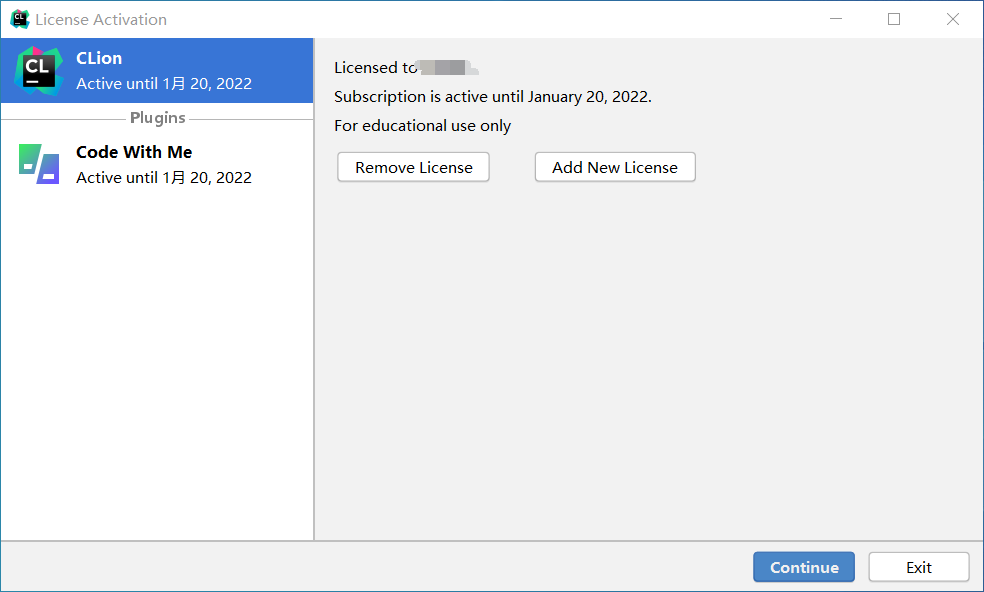 CL
License Activation
CL
CLion
Active until 1月 20, 2022
Plugins
Code With Me
Active until 1月 20, 2022
Licensed to
Subscription is active until January 20, 2022.
For educational use only
Remove License
Add New License
Continue
Exit